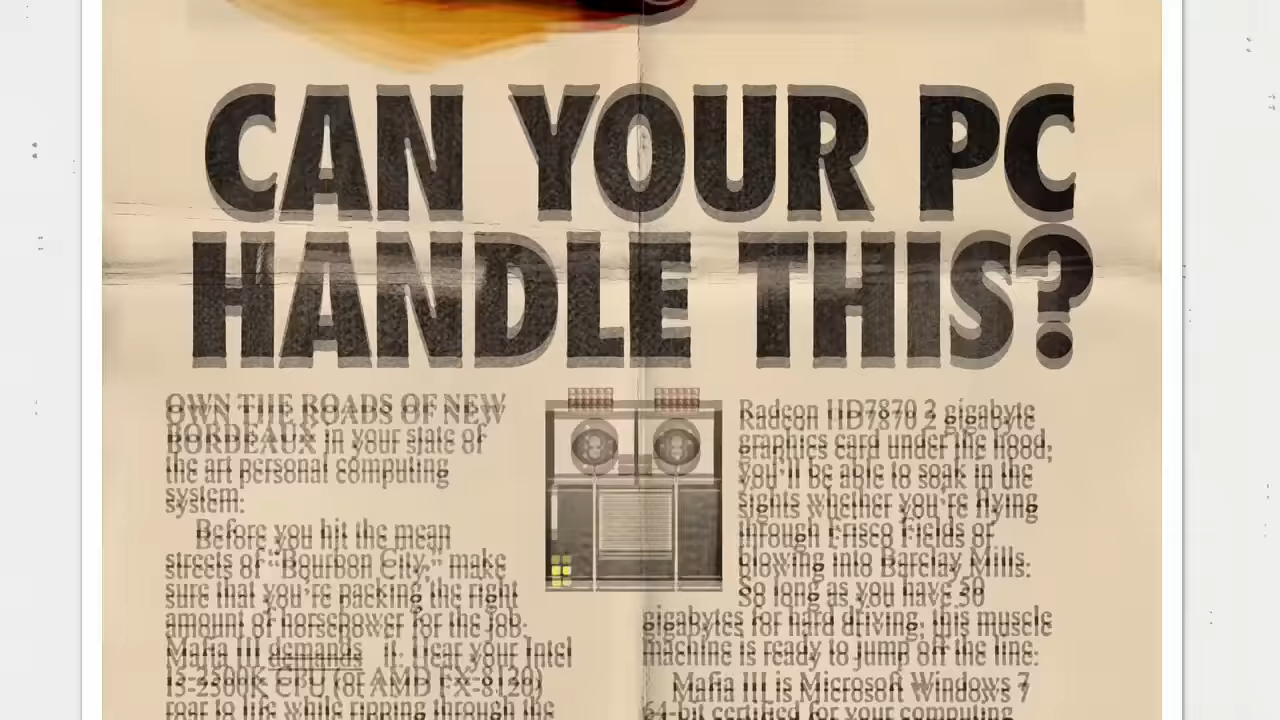 CAN YOUR PC
HANDLE THIS?
OWN THE ROADS OF NEW
BORDEAUX in your state of
the art personal computing
system:
Before you hit the mean
streets of “Bourbon City,” make
sure that you're packing the right
amount of horsepower for the job.
Mafia III demands it. Hear your Intel
I5-2500K CPU (or AMD FX-8120)
roar to life while ripping through the
Radeon HD7870 2 gigabyte
graphics card under the hood;
you'll be able to soak in the
sights whether you're flying
through Frisco Fields or
blowing into Barclay Mills.
So long as you have 50
gigabytes for hard driving, this muscle
machine is ready to jump off the line.
Mafia III is Microsoft Windows 7
64-bit certified for your computing